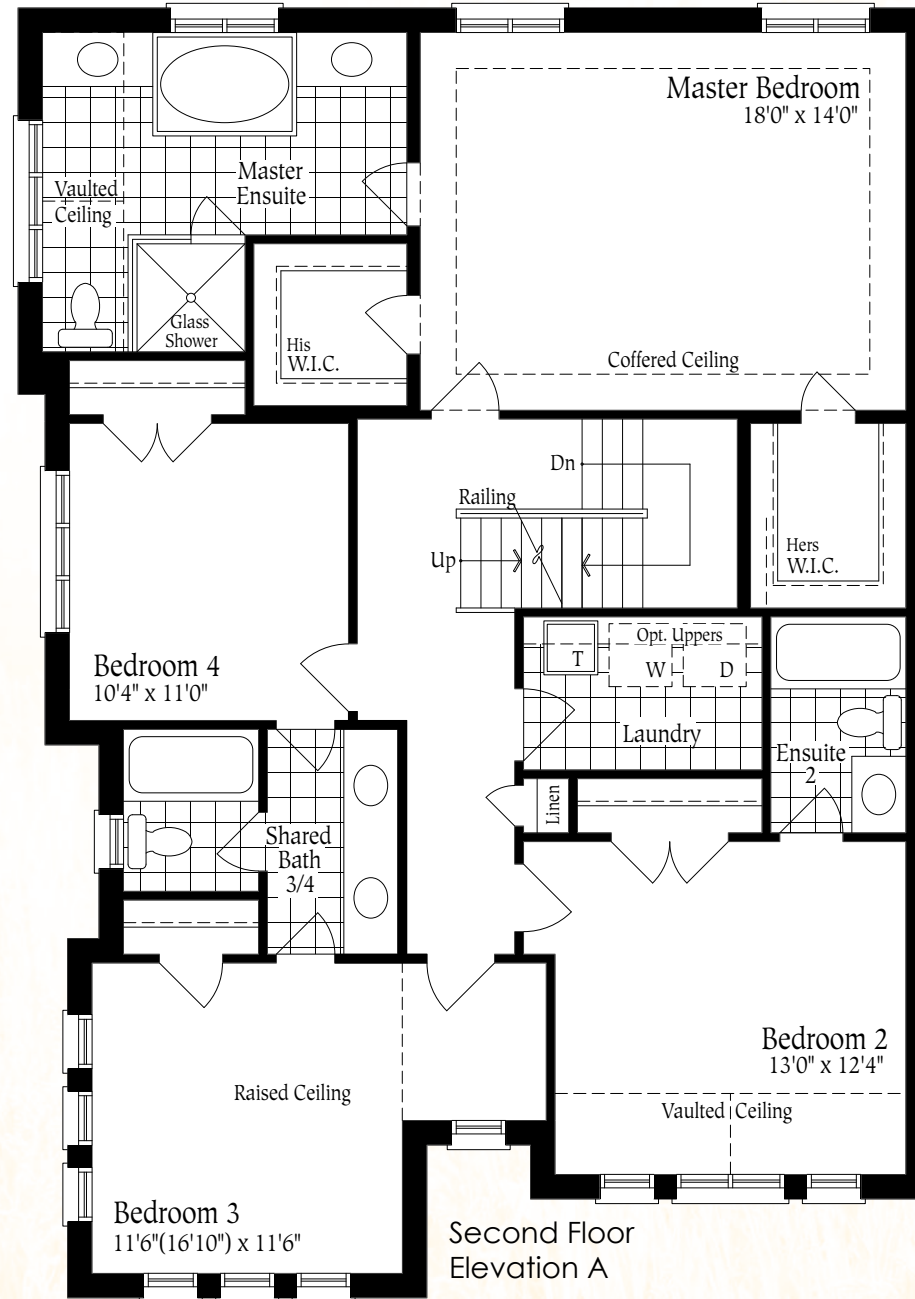 Master Bedroom
18'0" x 14'0"
Master
Ensuite
Vaulted
Ceiling
Glass
Shower
His
W.I.C.
Coffered Ceiling
Dn
Railing
Up
Hers
W.I.C.
Bedroom 4
10'4" x 11'0"
Opt. Uppers
T
W
D
Laundry
Ensuite
2
Linen
Shared
Bath
3/4
Bedroom 2
13'0" x 12'4"
Raised Ceiling
Vaulted Ceiling
Bedroom 3
11'6"(16'10") x 11'6"
Second Floor
Elevation A